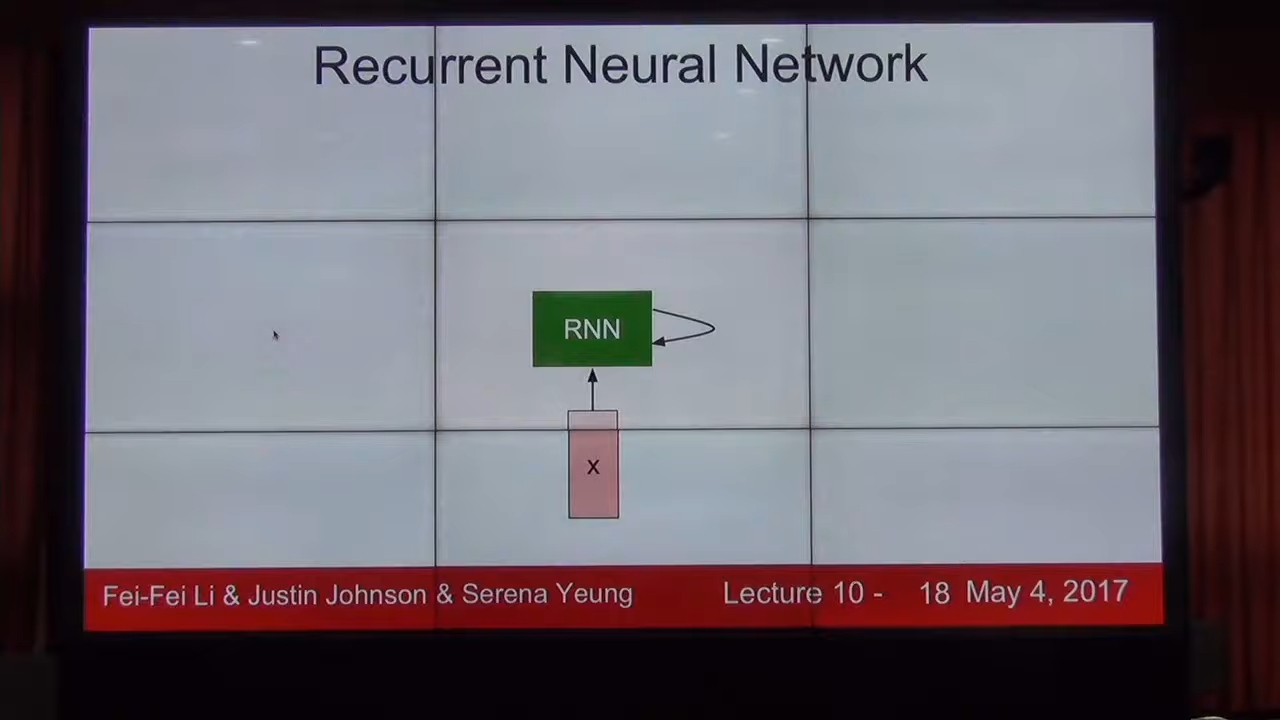 Recurrent Neural Network
RNN
x
Fei-Fei Li & Justin Johnson & Serena Yeung Lecture 10 - 18 May 4, 2017